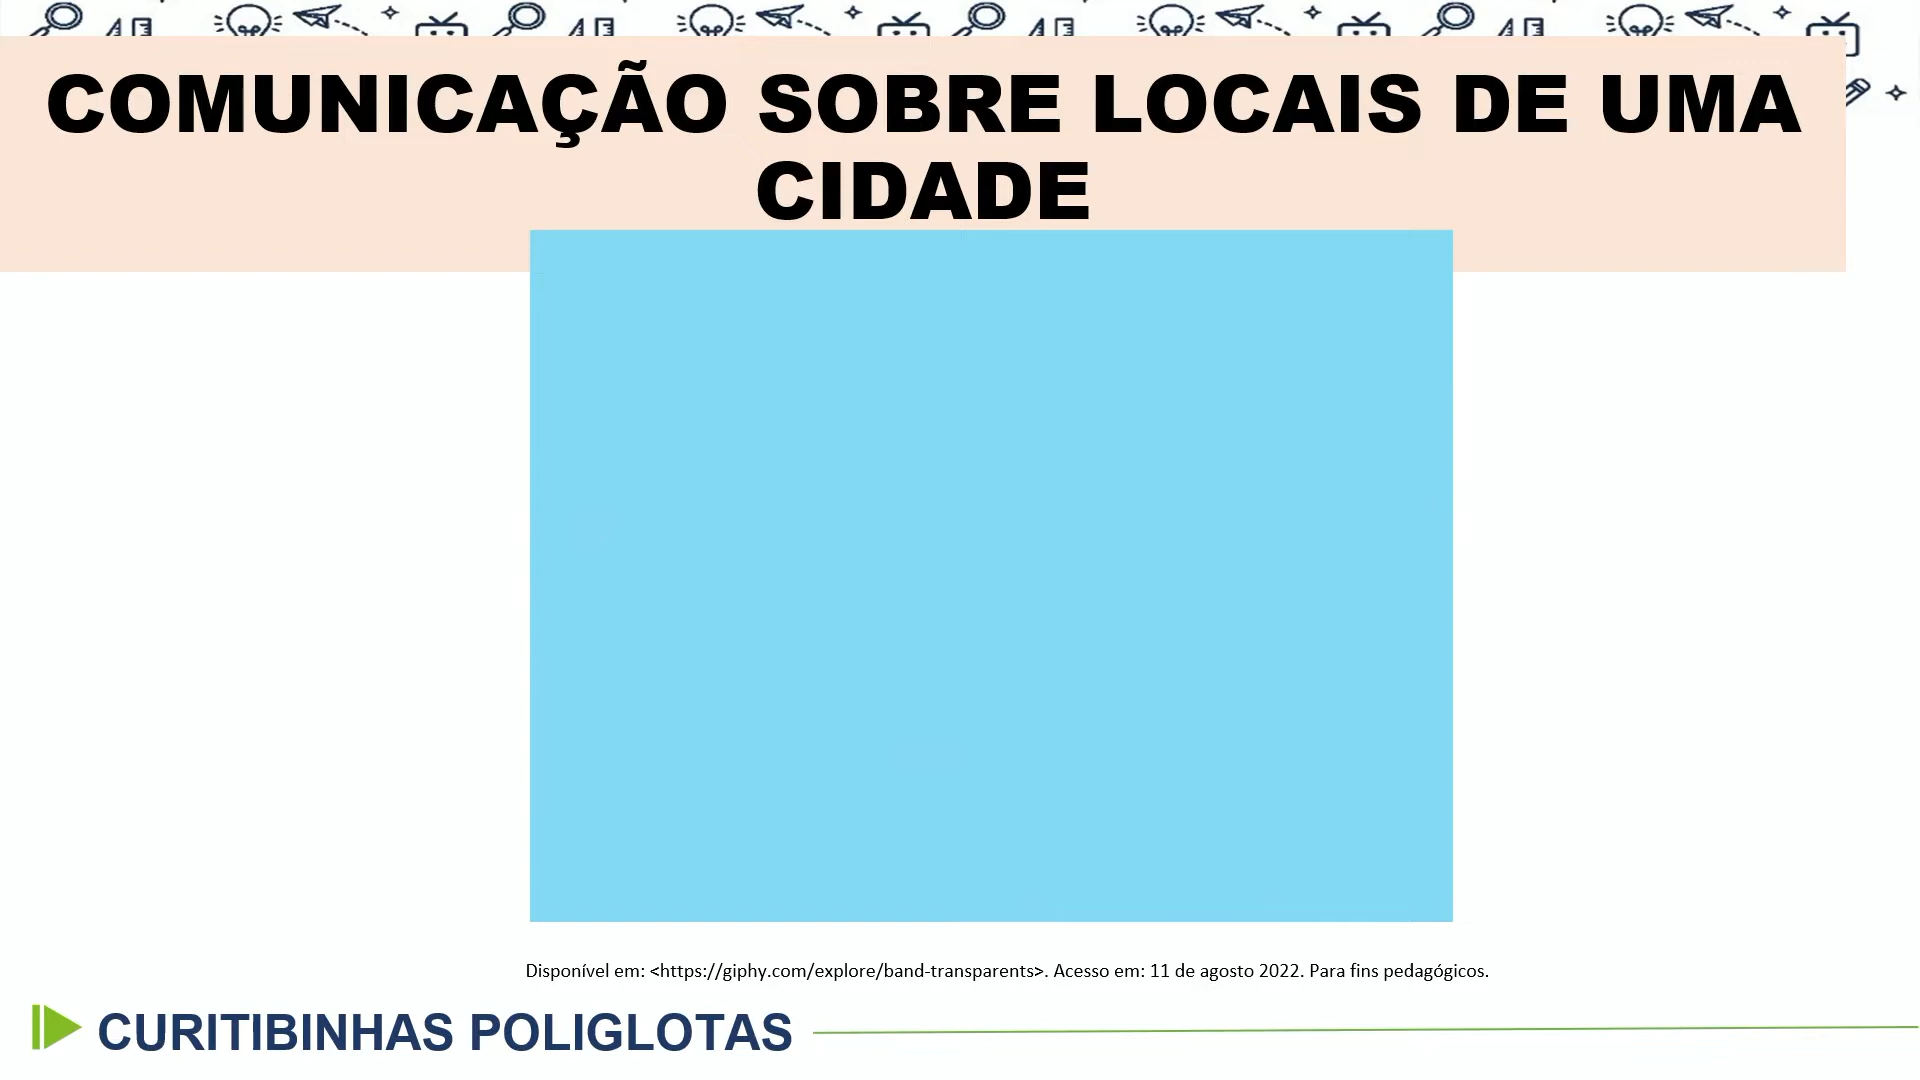 COMUNICAÇÃO SOBRE LOCAIS DE UMA
CIDADE
Disponível em: <https://giphy.com/explore/band-transparents>. Acesso em: 11 de agosto 2022. Para fins pedagógicos.
CURITIBINHAS POLIGLOTAS